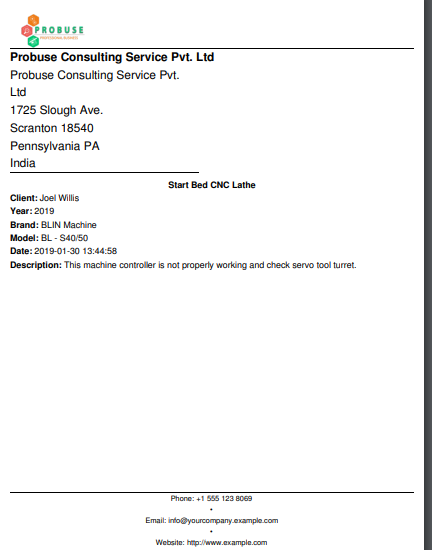 PROBUSE
PROFESSIONAL BUSINESS
Probuse Consulting Service Pvt. Ltd
Probuse Consulting Service Pvt.
Ltd
1725 Slough Ave.
Scranton 18540
Pennsylvania PA
India
Start Bed CNC Lathe
Client: Joel Willis
Year: 2019
Brand: BLIN Machine
Model: BL - S40/50
Date: 2019-01-30 13:44:58
Description: This machine controller is not properly working and check servo tool turret.
Phone: +1 555 123 8069
•
Email: info@yourcompany.example.com
•
Website: http://www.example.com